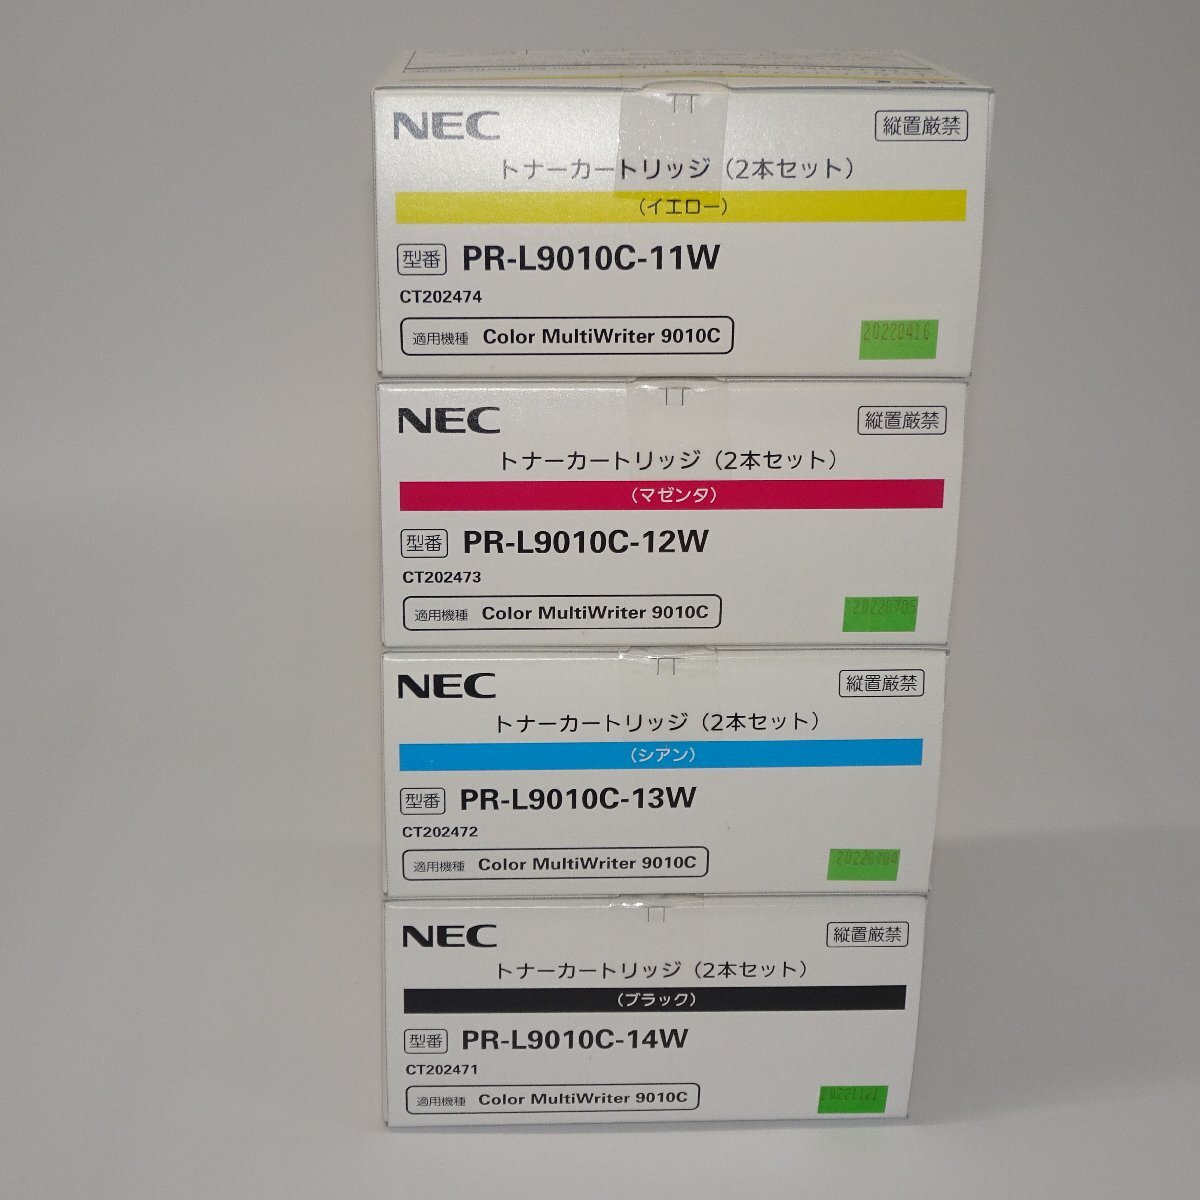 NEC
縦置厳禁
トナーカートリッジ（2本セット）
（イエロー）
型番 PR-L9010C-11W
CT202474
適用機種 Color MultiWriter 9010C
20220416
NEC
縦置厳禁
トナーカートリッジ（2本セット）
（マゼンタ）
型番 PR-L9010C-12W
CT202473
適用機種 Color MultiWriter 9010C
20220705
NEC
縦置厳禁
トナーカートリッジ（2本セット）
（シアン）
型番 PR-L9010C-13W
CT202472
適用機種 Color MultiWriter 9010C
20220704
NEC
縦置厳禁
トナーカートリッジ（2本セット）
（ブラック）
型番 PR-L9010C-14W
CT202471
適用機種 Color MultiWriter 9010C